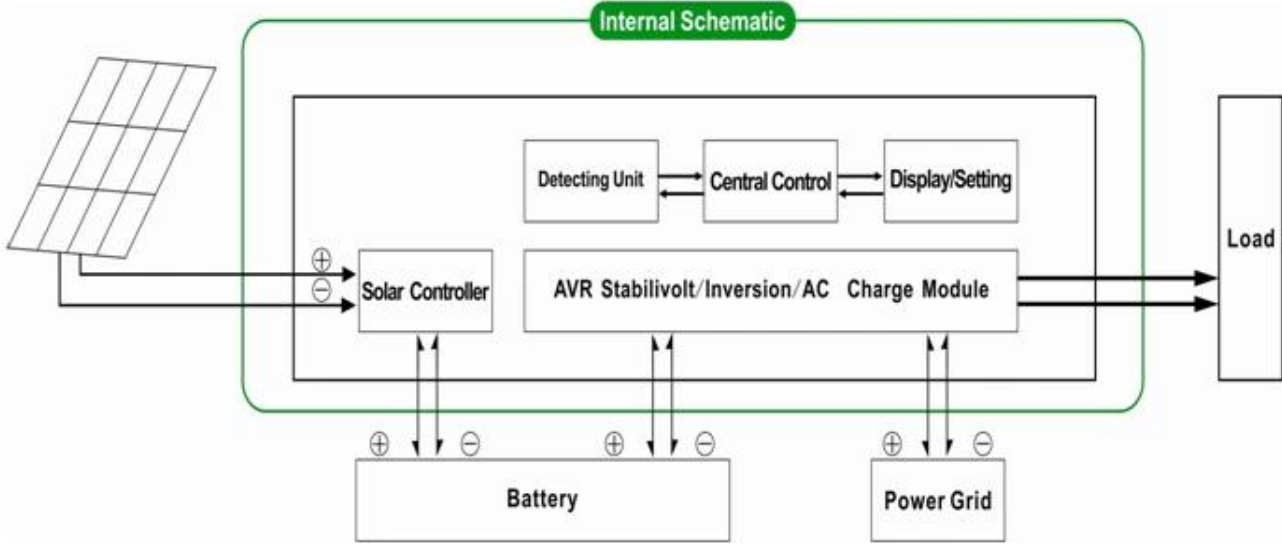 Internal Schematic
Detecting Unit
Central Control
Display/Setting
Load
⊕
⊖
Solar Controller
AVR Stabilivolt/Inversion/AC Charge Module
⊕ ⊖ ⊕ ⊖ ⊕ ⊖
Battery
Power Grid